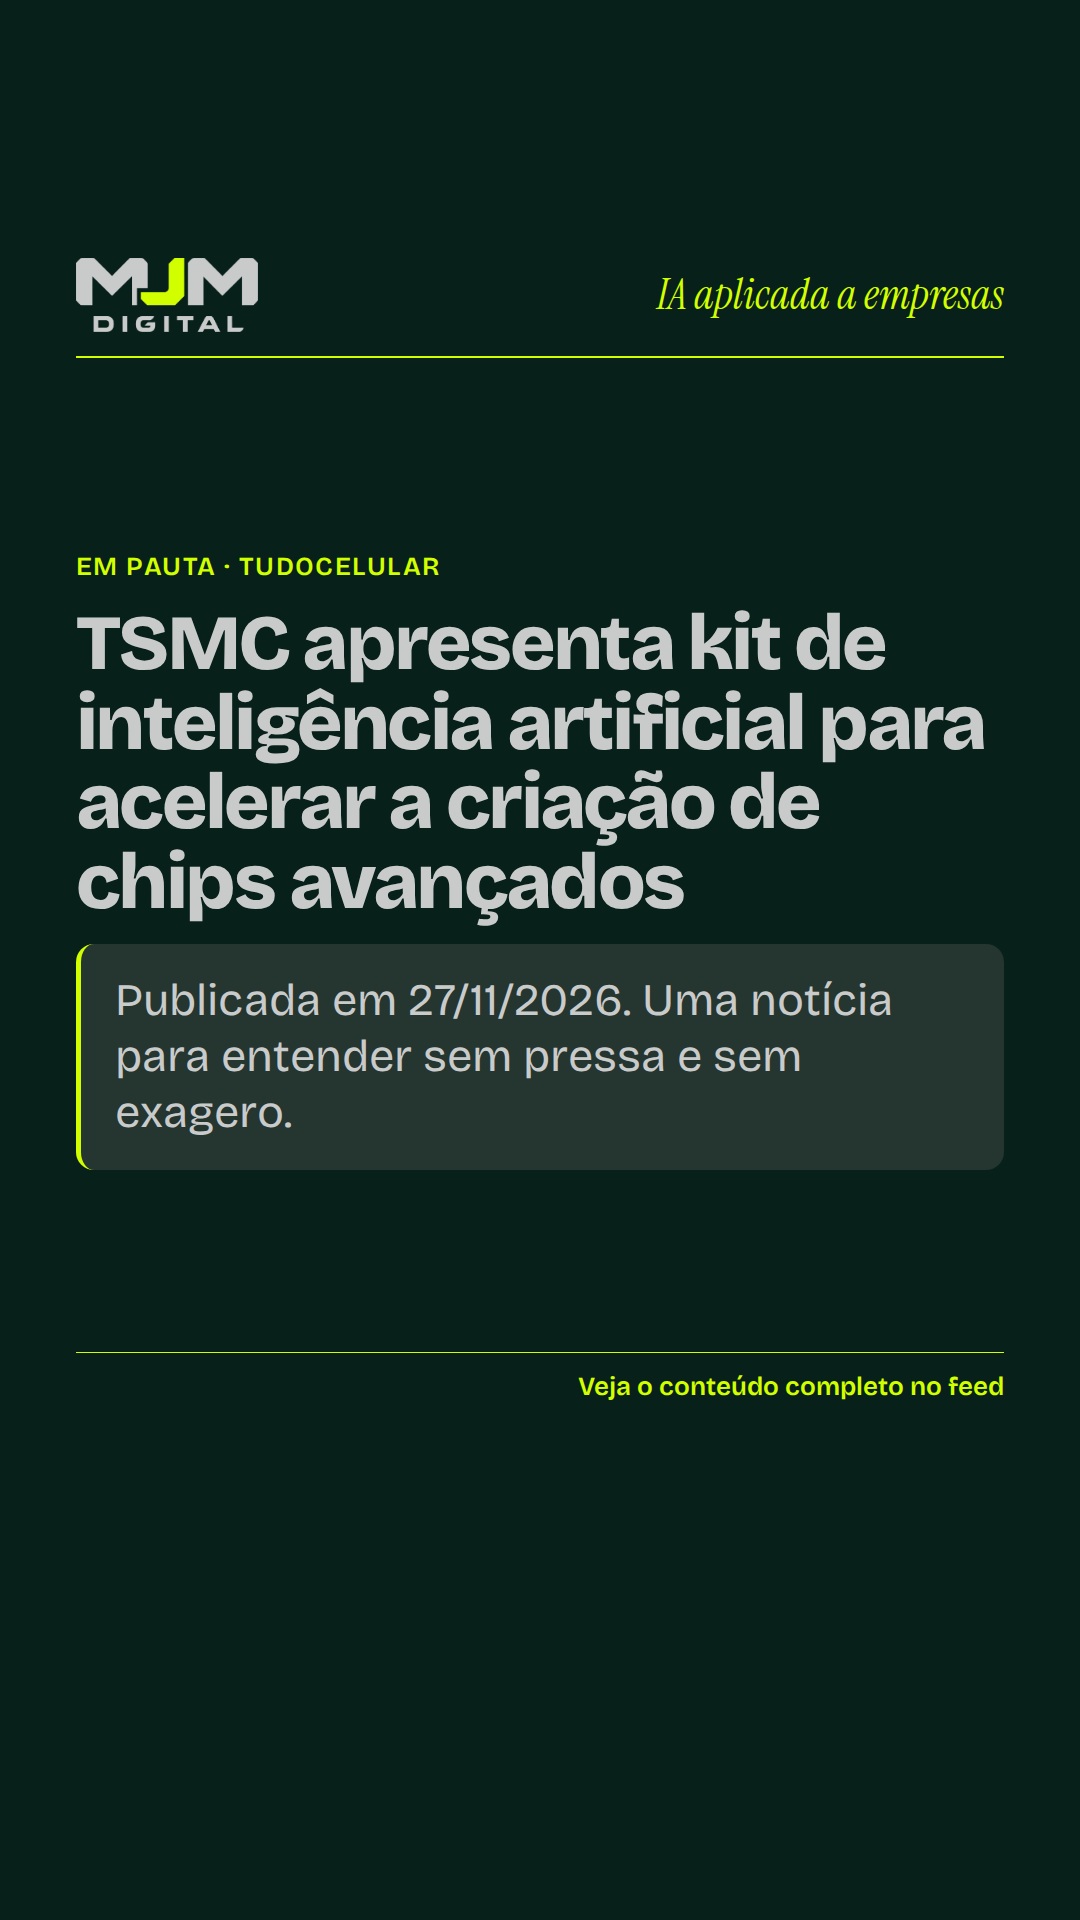 MJM
DIGITAL
IA aplicada a empresas
EM PAUTA · TUDOCELULAR
TSMC apresenta kit de
inteligência artificial para
acelerar a criação de
chips avançados
Publicada em 27/11/2026. Uma notícia
para entender sem pressa e sem
exagero.
Veja o conteúdo completo no feed